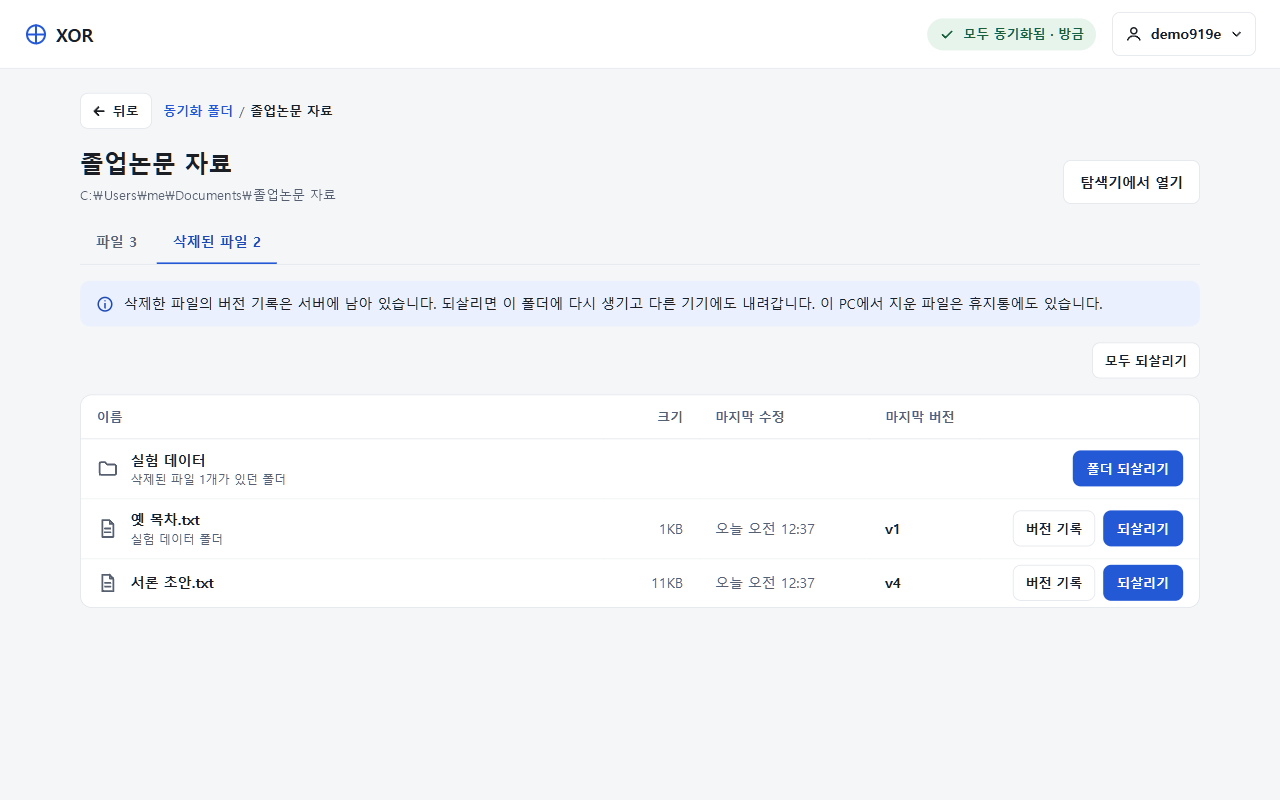 XOR
모두 동기화됨 · 방금
demo919e
뒤로
동기화 폴더 / 졸업논문 자료
졸업논문 자료
C:₩Users₩me₩Documents₩졸업논문 자료
탐색기에서 열기
파일 3
삭제된 파일 2
삭제한 파일의 버전 기록은 서버에 남아 있습니다. 되살리면 이 폴더에 다시 생기고 다른 기기에도 내려갑니다. 이 PC에서 지운 파일은 휴지통에도 있습니다.
모두 되살리기
이름 크기 마지막 수정 마지막 버전
실험 데이터
삭제된 파일 1개가 있던 폴더
폴더 되살리기
옛 목차.txt
실험 데이터 폴더
1KB 오늘 오전 12:37 v1 버전 기록 되살리기
서론 초안.txt 11KB 오늘 오전 12:37 v4 버전 기록 되살리기